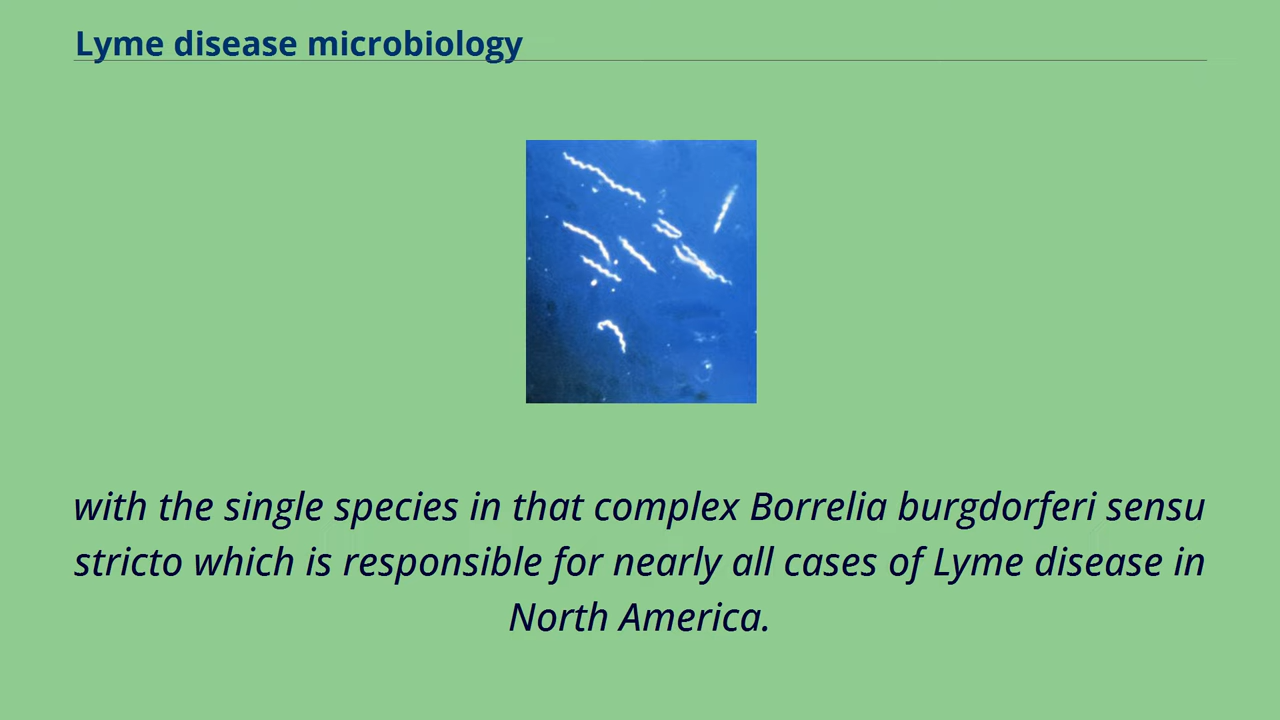 Lyme disease microbiology
with the single species in that complex Borrelia burgdorferi sensu
stricto which is responsible for nearly all cases of Lyme disease in
North America.